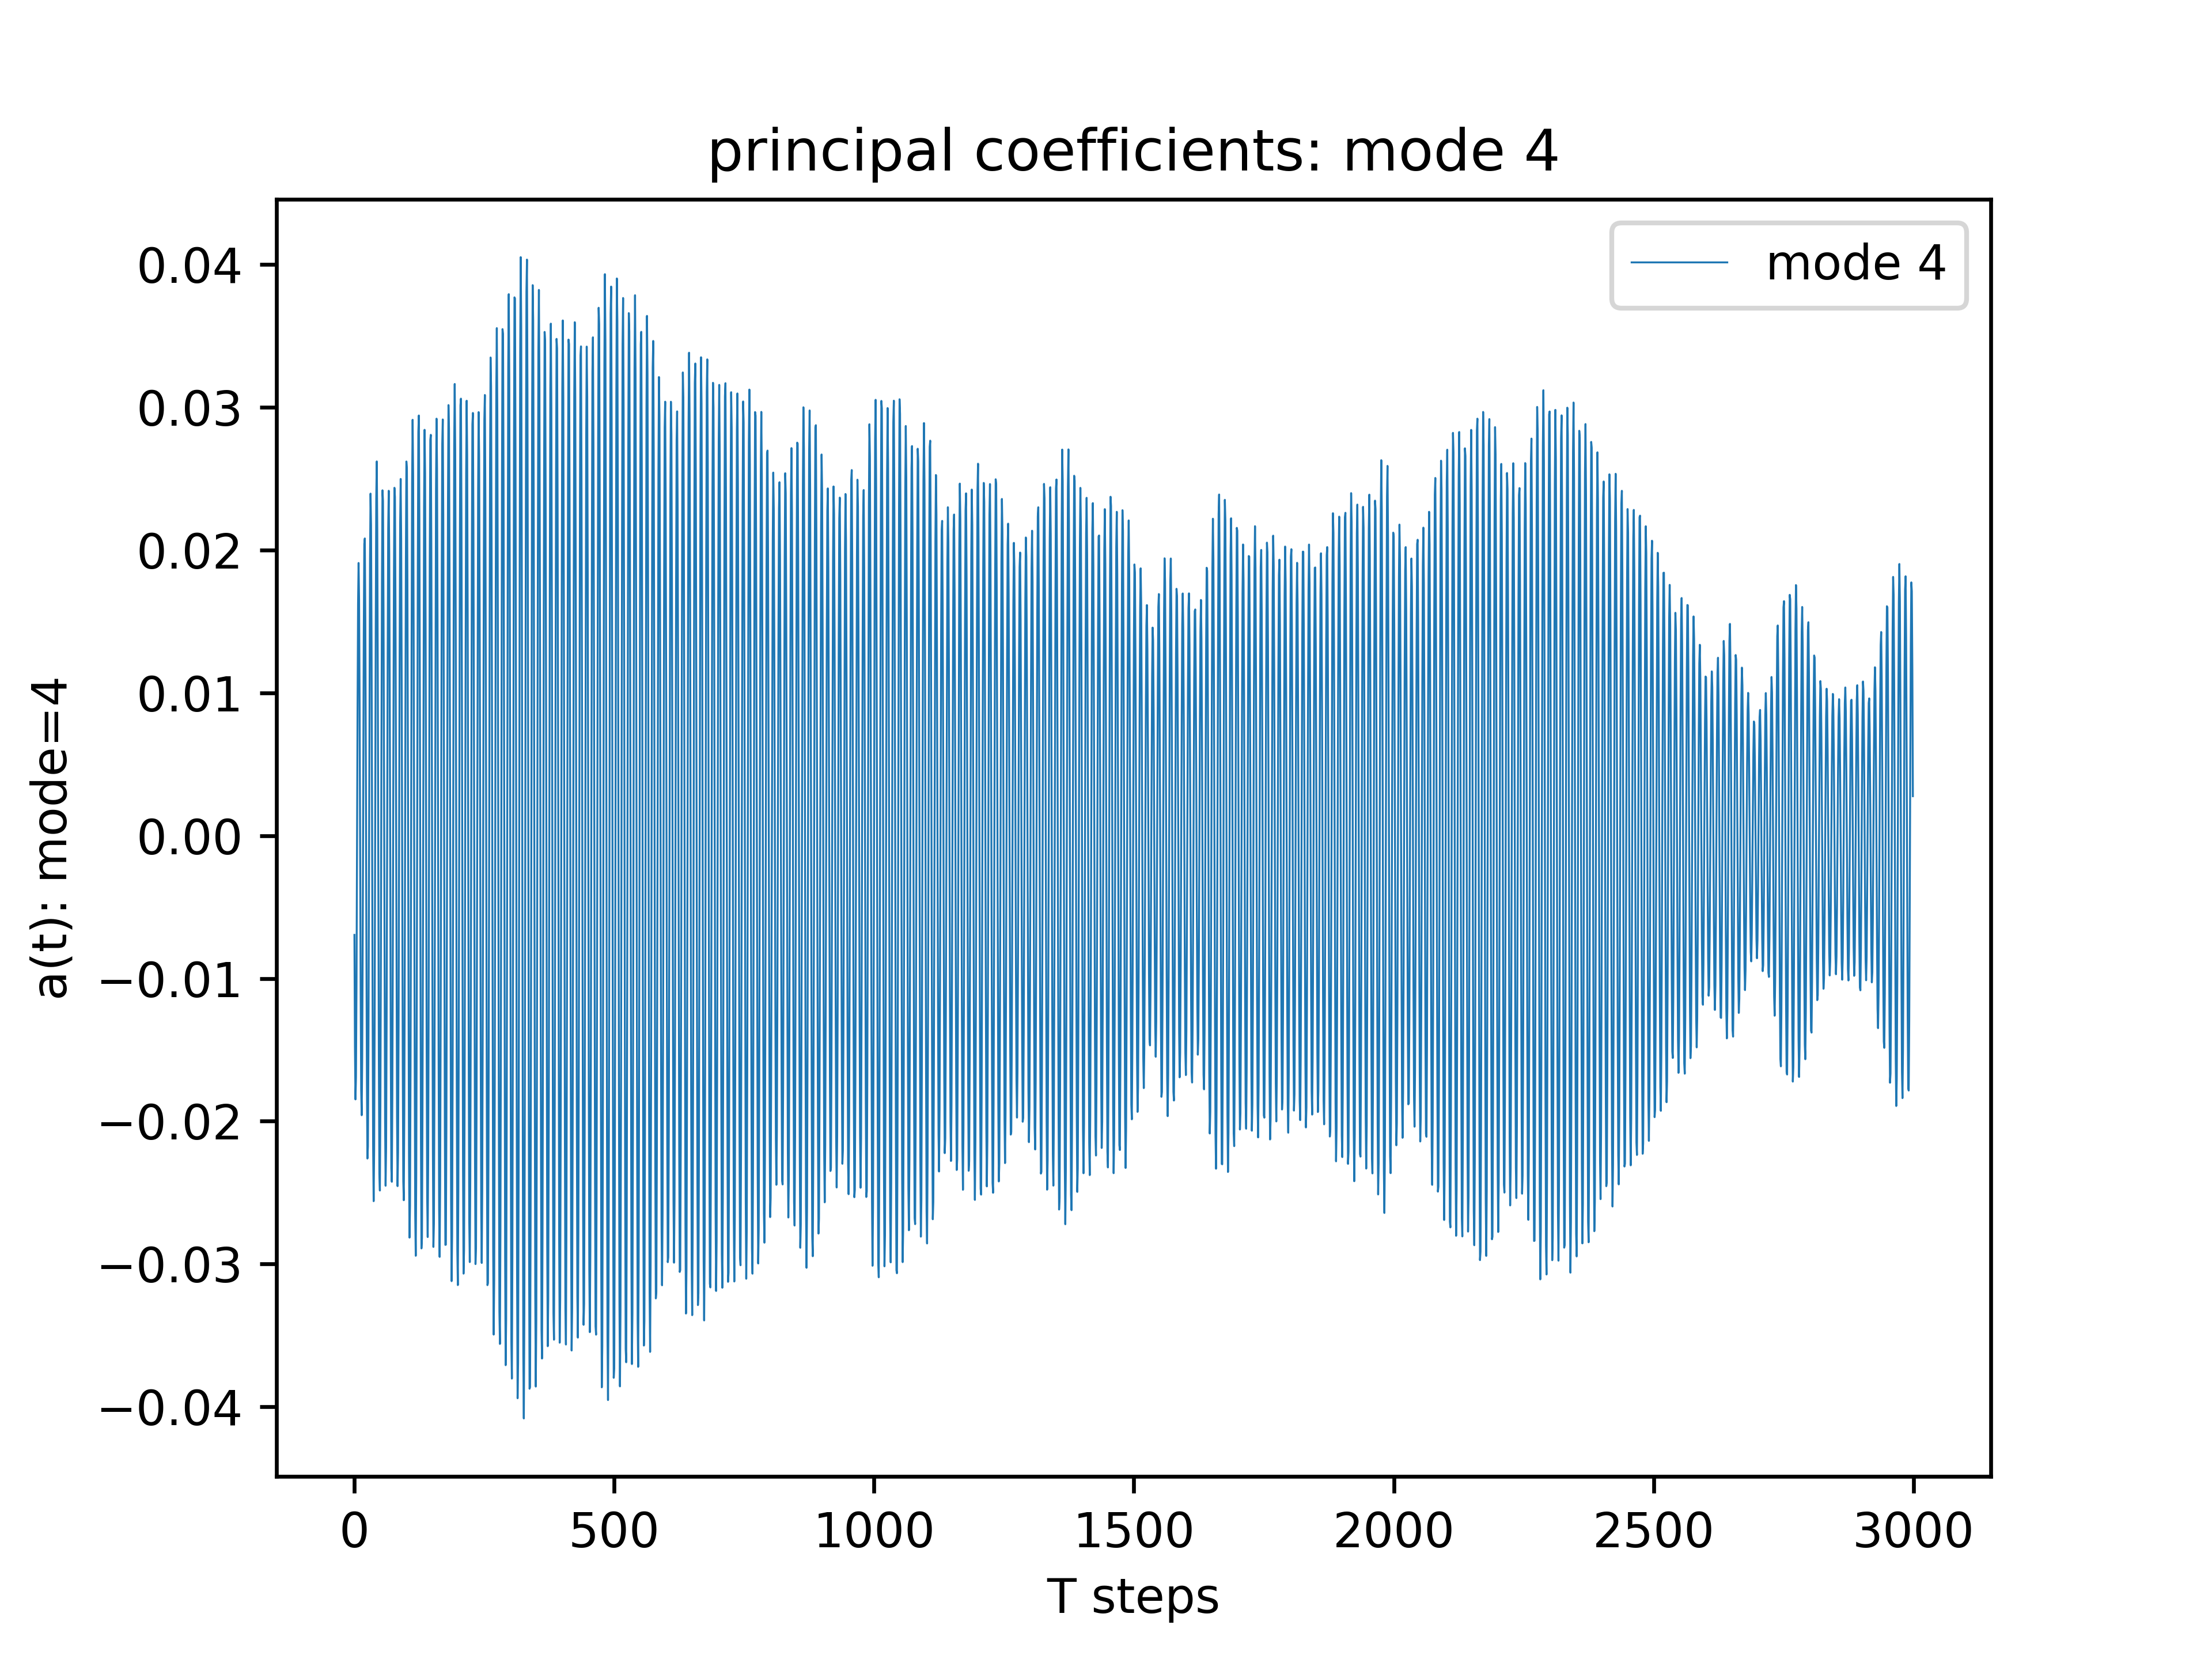 principal coefficients: mode 4
mode 4
0.04
0.03
0.02
0.01
0.00
−0.01
−0.02
−0.03
−0.04
a(t): mode=4
0 500 1000 1500 2000 2500 3000
T steps